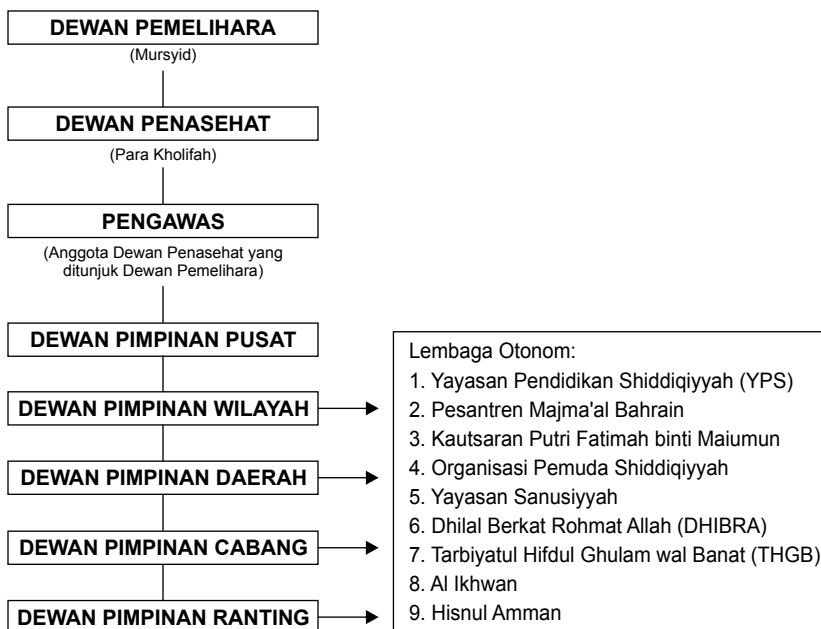 DEWAN PEMELIHARA
(Mursyid)
DEWAN PENASEHAT
(Para Kholifah)
PENGAWAS
(Anggota Dewan Penasehat yang
ditunjuk Dewan Pemelihara)
DEWAN PIMPINAN PUSAT
DEWAN PIMPINAN WILAYAH
DEWAN PIMPINAN DAERAH
DEWAN PIMPINAN CABANG
DEWAN PIMPINAN RANTING
Lembaga Otonom:
1. Yayasan Pendidikan Shiddiqiyyah (YPS)
2. Pesantren Majma'al Bahrain
3. Kautsaran Putri Fatimah binti Maiumun
4. Organisasi Pemuda Shiddiqiyyah
5. Yayasan Sanusiyyah
6. Dhilal Berkat Rohmat Allah (DHIBRA)
7. Tarbiyatul Hifdul Ghulam wal Banat (THGB)
8. Al Ikhwan
9. Hisnul Amman